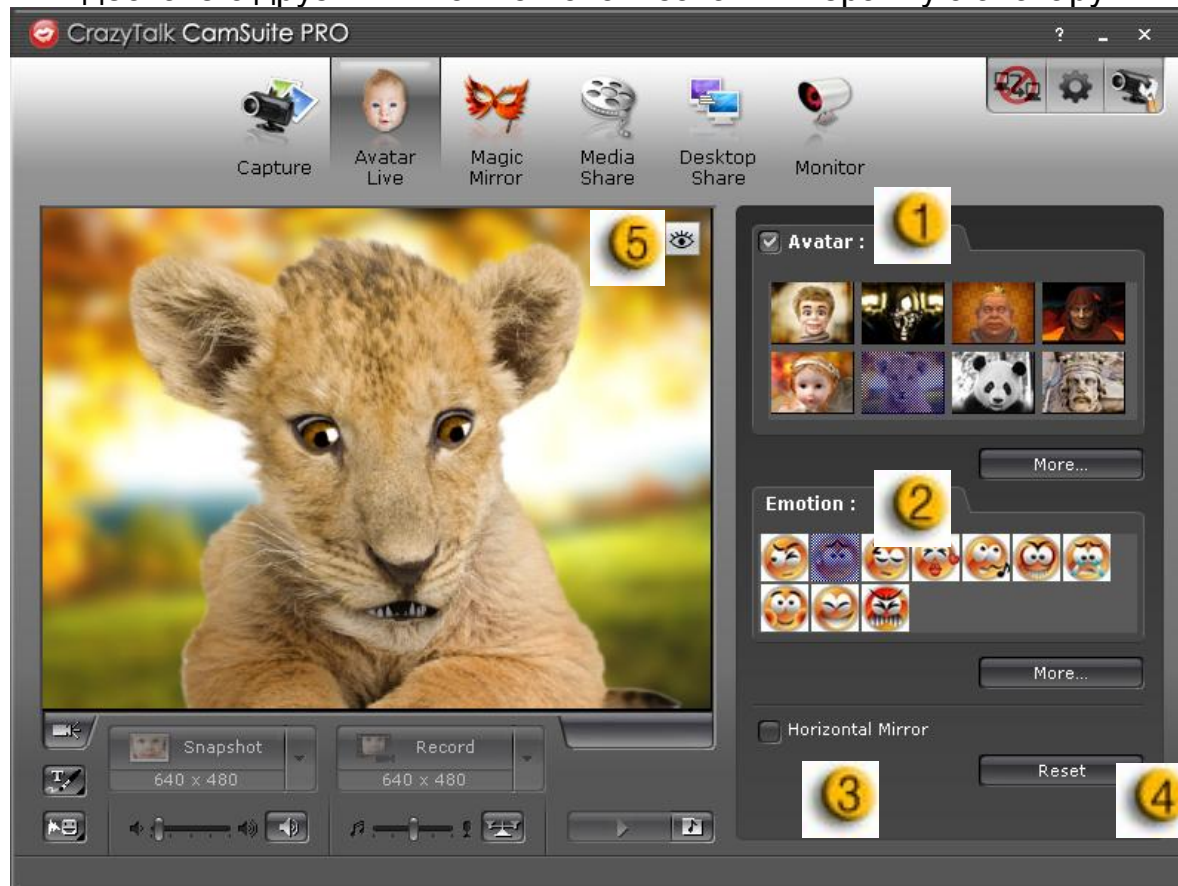 CrazyTalk CamSuite PRO
?
Capture
Avatar
Live
Magic
Mirror
Media
Share
Desktop
Share
Monitor
5
Avatar :
1
More...
Emotion :
2
More...
Horizontal Mirror
Reset
3
4
Snapshot
640 x 480
Record
640 x 480